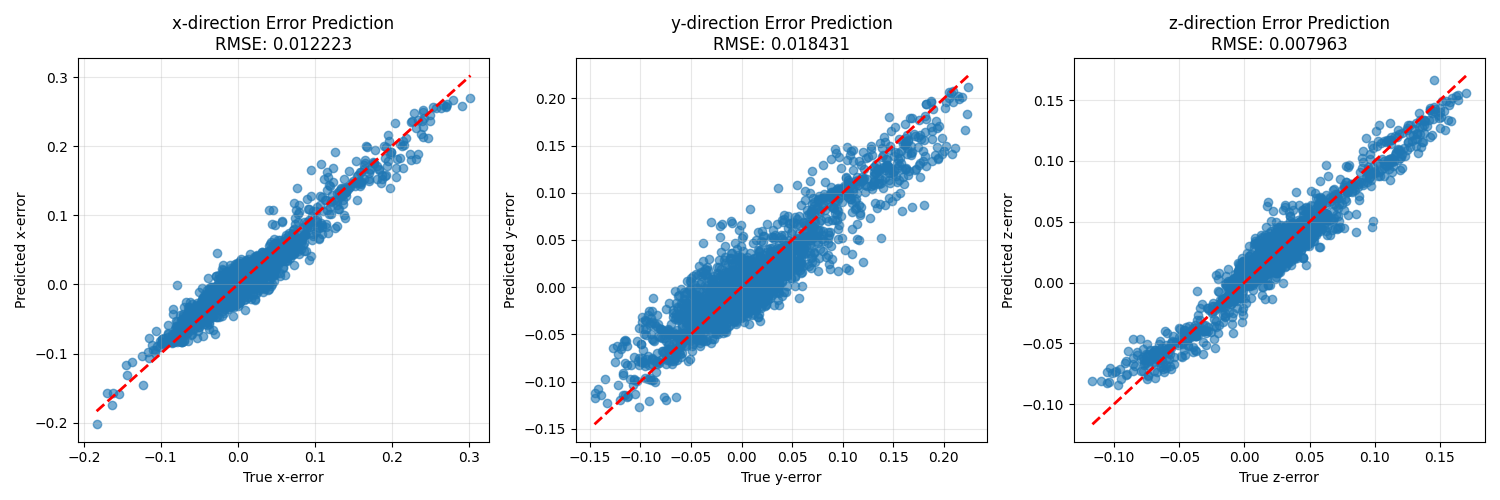 x-direction Error Prediction
RMSE: 0.012223
0.3
0.2
0.1
0.0
−0.1
−0.2
Predicted x-error
−0.2 −0.1 0.0 0.1 0.2 0.3
True x-error
y-direction Error Prediction
RMSE: 0.018431
0.20
0.15
0.10
0.05
0.00
−0.05
−0.10
−0.15
Predicted y-error
−0.15 −0.10 −0.05 0.00 0.05 0.10 0.15 0.20
True y-error
z-direction Error Prediction
RMSE: 0.007963
0.15
0.10
0.05
0.00
−0.05
−0.10
Predicted z-error
−0.10 −0.05 0.00 0.05 0.10 0.15
True z-error